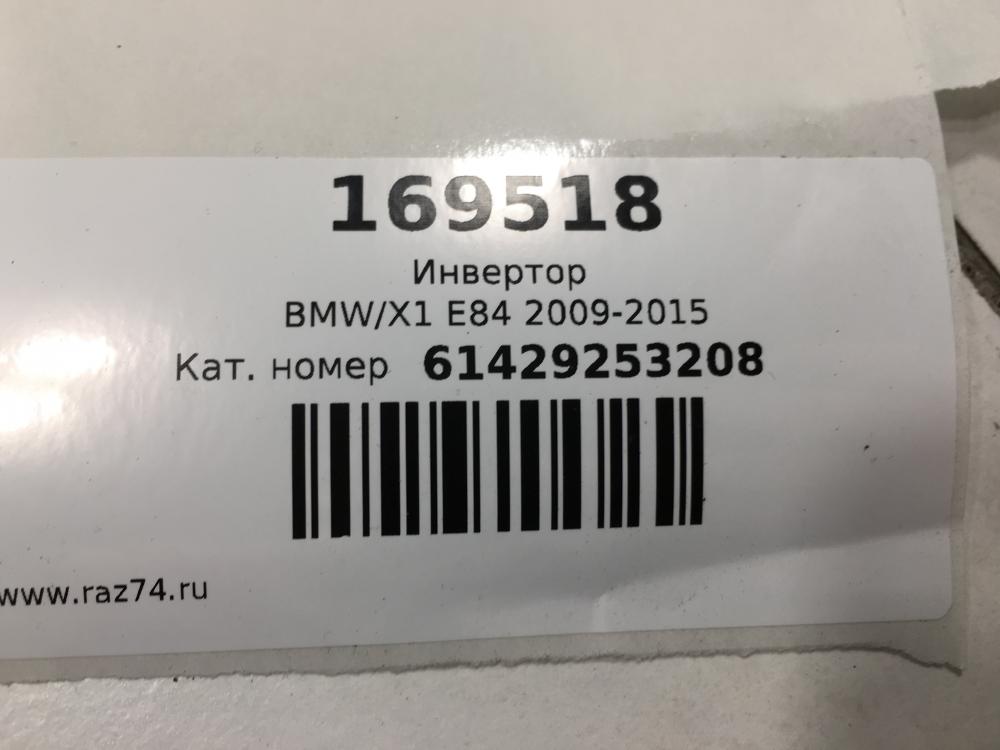 169518
Инвертор
BMW/X1 E84 2009-2015
Кат. номер 61429253208
www.raz74.ru